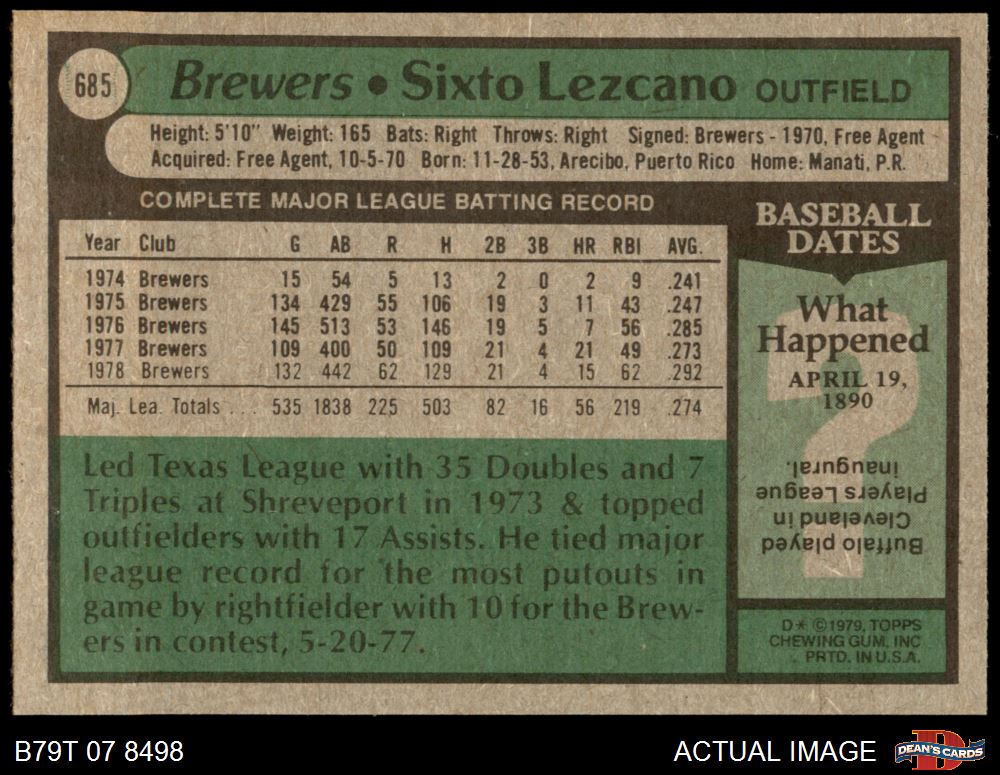 685
Brewers • Sixto Lezcano OUTFIELD
Height: 5'10" Weight: 165 Bats: Right Throws: Right Signed: Brewers - 1970, Free Agent
Acquired: Free Agent, 10-5-70 Born: 11-28-53, Arecibo, Puerto Rico Home: Manati, P.R.
COMPLETE MAJOR LEAGUE BATTING RECORD
Year Club G AB R H 2B 3B HR RBI AVG.
1974 Brewers 15 54 5 13 2 0 2 9 .241
1975 Brewers 134 429 55 106 19 3 11 43 .247
1976 Brewers 145 513 53 146 19 5 7 56 .285
1977 Brewers 109 400 50 109 21 4 21 49 .273
1978 Brewers 132 442 62 129 21 4 15 62 .292
Maj. Lea. Totals . . . 535 1838 225 503 82 16 56 219 .274
Led Texas League with 35 Doubles and 7
Triples at Shreveport in 1973 & topped
outfielders with 17 Assists. He tied major
league record for the most putouts in
game by rightfielder with 10 for the Brew-
ers in contest, 5-20-77.
BASEBALL
DATES
What
Happened
APRIL 19,
1890
?
Buffalo played
Cleveland in
Players League
inaugural.
D* ©1979, TOPPS
CHEWING GUM, INC
PRTD. IN U.S.A.
B79T 07 8498
ACTUAL IMAGE
D
DEAN'S CARDS